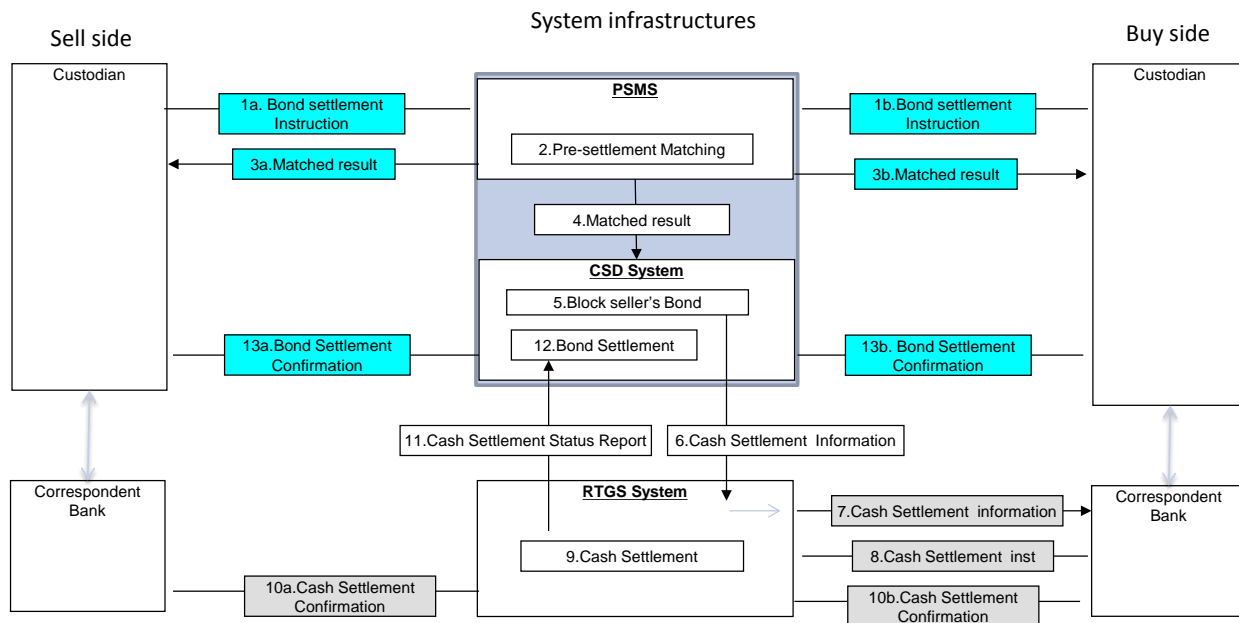 System infrastructures
Sell side
Buy side
Custodian
PSMS
Custodian
1a. Bond settlement
Instruction
1b.Bond settlement
Instruction
2.Pre-settlement Matching
3a.Matched result
3b.Matched result
4.Matched result
CSD System
5.Block seller's Bond
12.Bond Settlement
13a.Bond Settlement
Confirmation
13b. Bond Settlement
Confirmation
11.Cash Settlement Status Report
6.Cash Settlement Information
Correspondent
Bank
RTGS System
Correspondent
Bank
7.Cash Settlement information
9.Cash Settlement
8.Cash Settlement inst
10a.Cash Settlement
Confirmation
10b.Cash Settlement
Confirmation